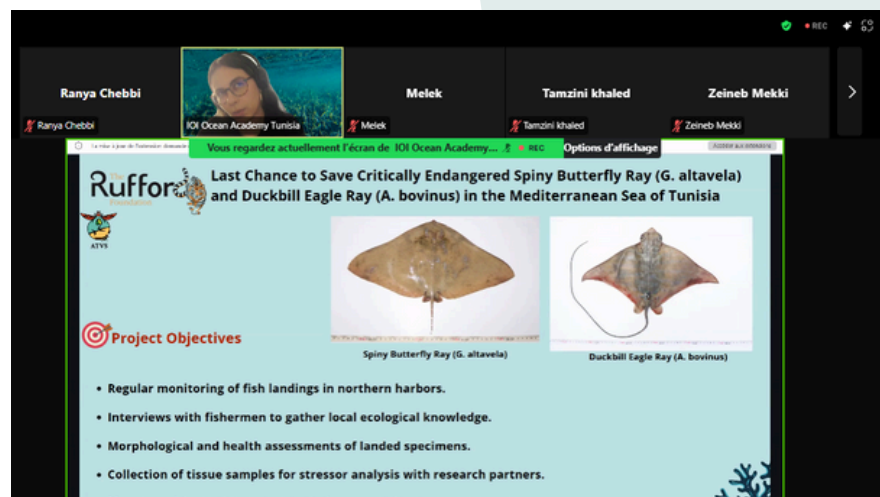 REC
Ranya Chebbi
Melek
Tamzini khaled
Zeineb Mekki
Ranya Chebbi
IOI Ocean Academy Tunisia
Melek
Tamzini khaled
Zeineb Mekki
Vous regardez actuellement l'écran de IOI Ocean Academy...
REC
Options d'affichage
The
Rufford
Foundation
ATVS
Last Chance to Save Critically Endangered Spiny Butterfly Ray (G. altavela)
and Duckbill Eagle Ray (A. bovinus) in the Mediterranean Sea of Tunisia
Spiny Butterfly Ray (G. altavela)
Duckbill Eagle Ray (A. bovinus)
Project Objectives
• Regular monitoring of fish landings in northern harbors.
• Interviews with fishermen to gather local ecological knowledge.
• Morphological and health assessments of landed specimens.
• Collection of tissue samples for stressor analysis with research partners.